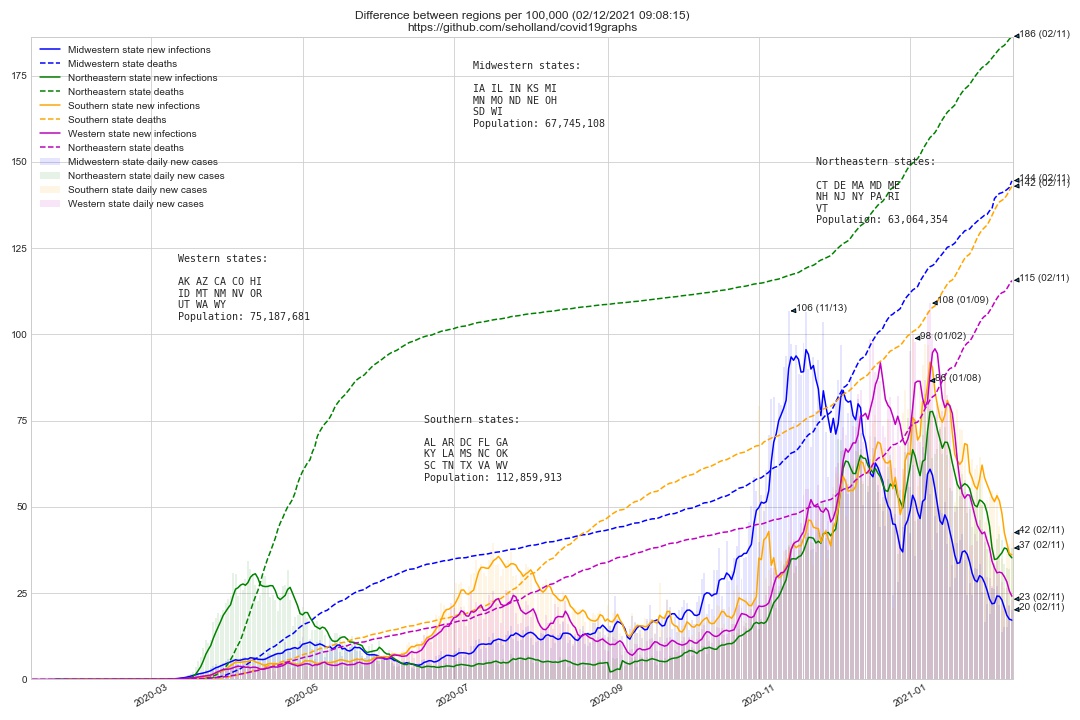 Difference between regions per 100,000 (02/12/2021 09:08:15)
https://github.com/seholland/covid19graphs
Midwestern state new infections
Midwestern state deaths
Northeastern state new infections
Northeastern state deaths
Southern state new infections
Southern state deaths
Western state new infections
Northeastern state deaths
Midwestern state daily new cases
Northeastern state daily new cases
Southern state daily new cases
Western state daily new cases
Midwestern states:
IA IL IN KS MI
MN MO ND NE OH
SD WI
Population: 67,745,108
Northeastern states:
CT DE MA MD ME
NH NJ NY PA RI
VT
Population: 63,064,354
Western states:
AK AZ CA CO HI
ID MT NM NV OR
UT WA WY
Population: 75,187,681
Southern states:
AL AR DC FL GA
KY LA MS NC OK
SC TN TX VA WV
Population: 112,859,913
186 (02/11)
144 (02/11)
142 (02/11)
115 (02/11)
106 (11/13)
108 (01/09)
98 (01/02)
86 (01/08)
42 (02/11)
37 (02/11)
23 (02/11)
20 (02/11)
175
150
125
100
75
50
25
0
2020-03
2020-05
2020-07
2020-09
2020-11
2021-01